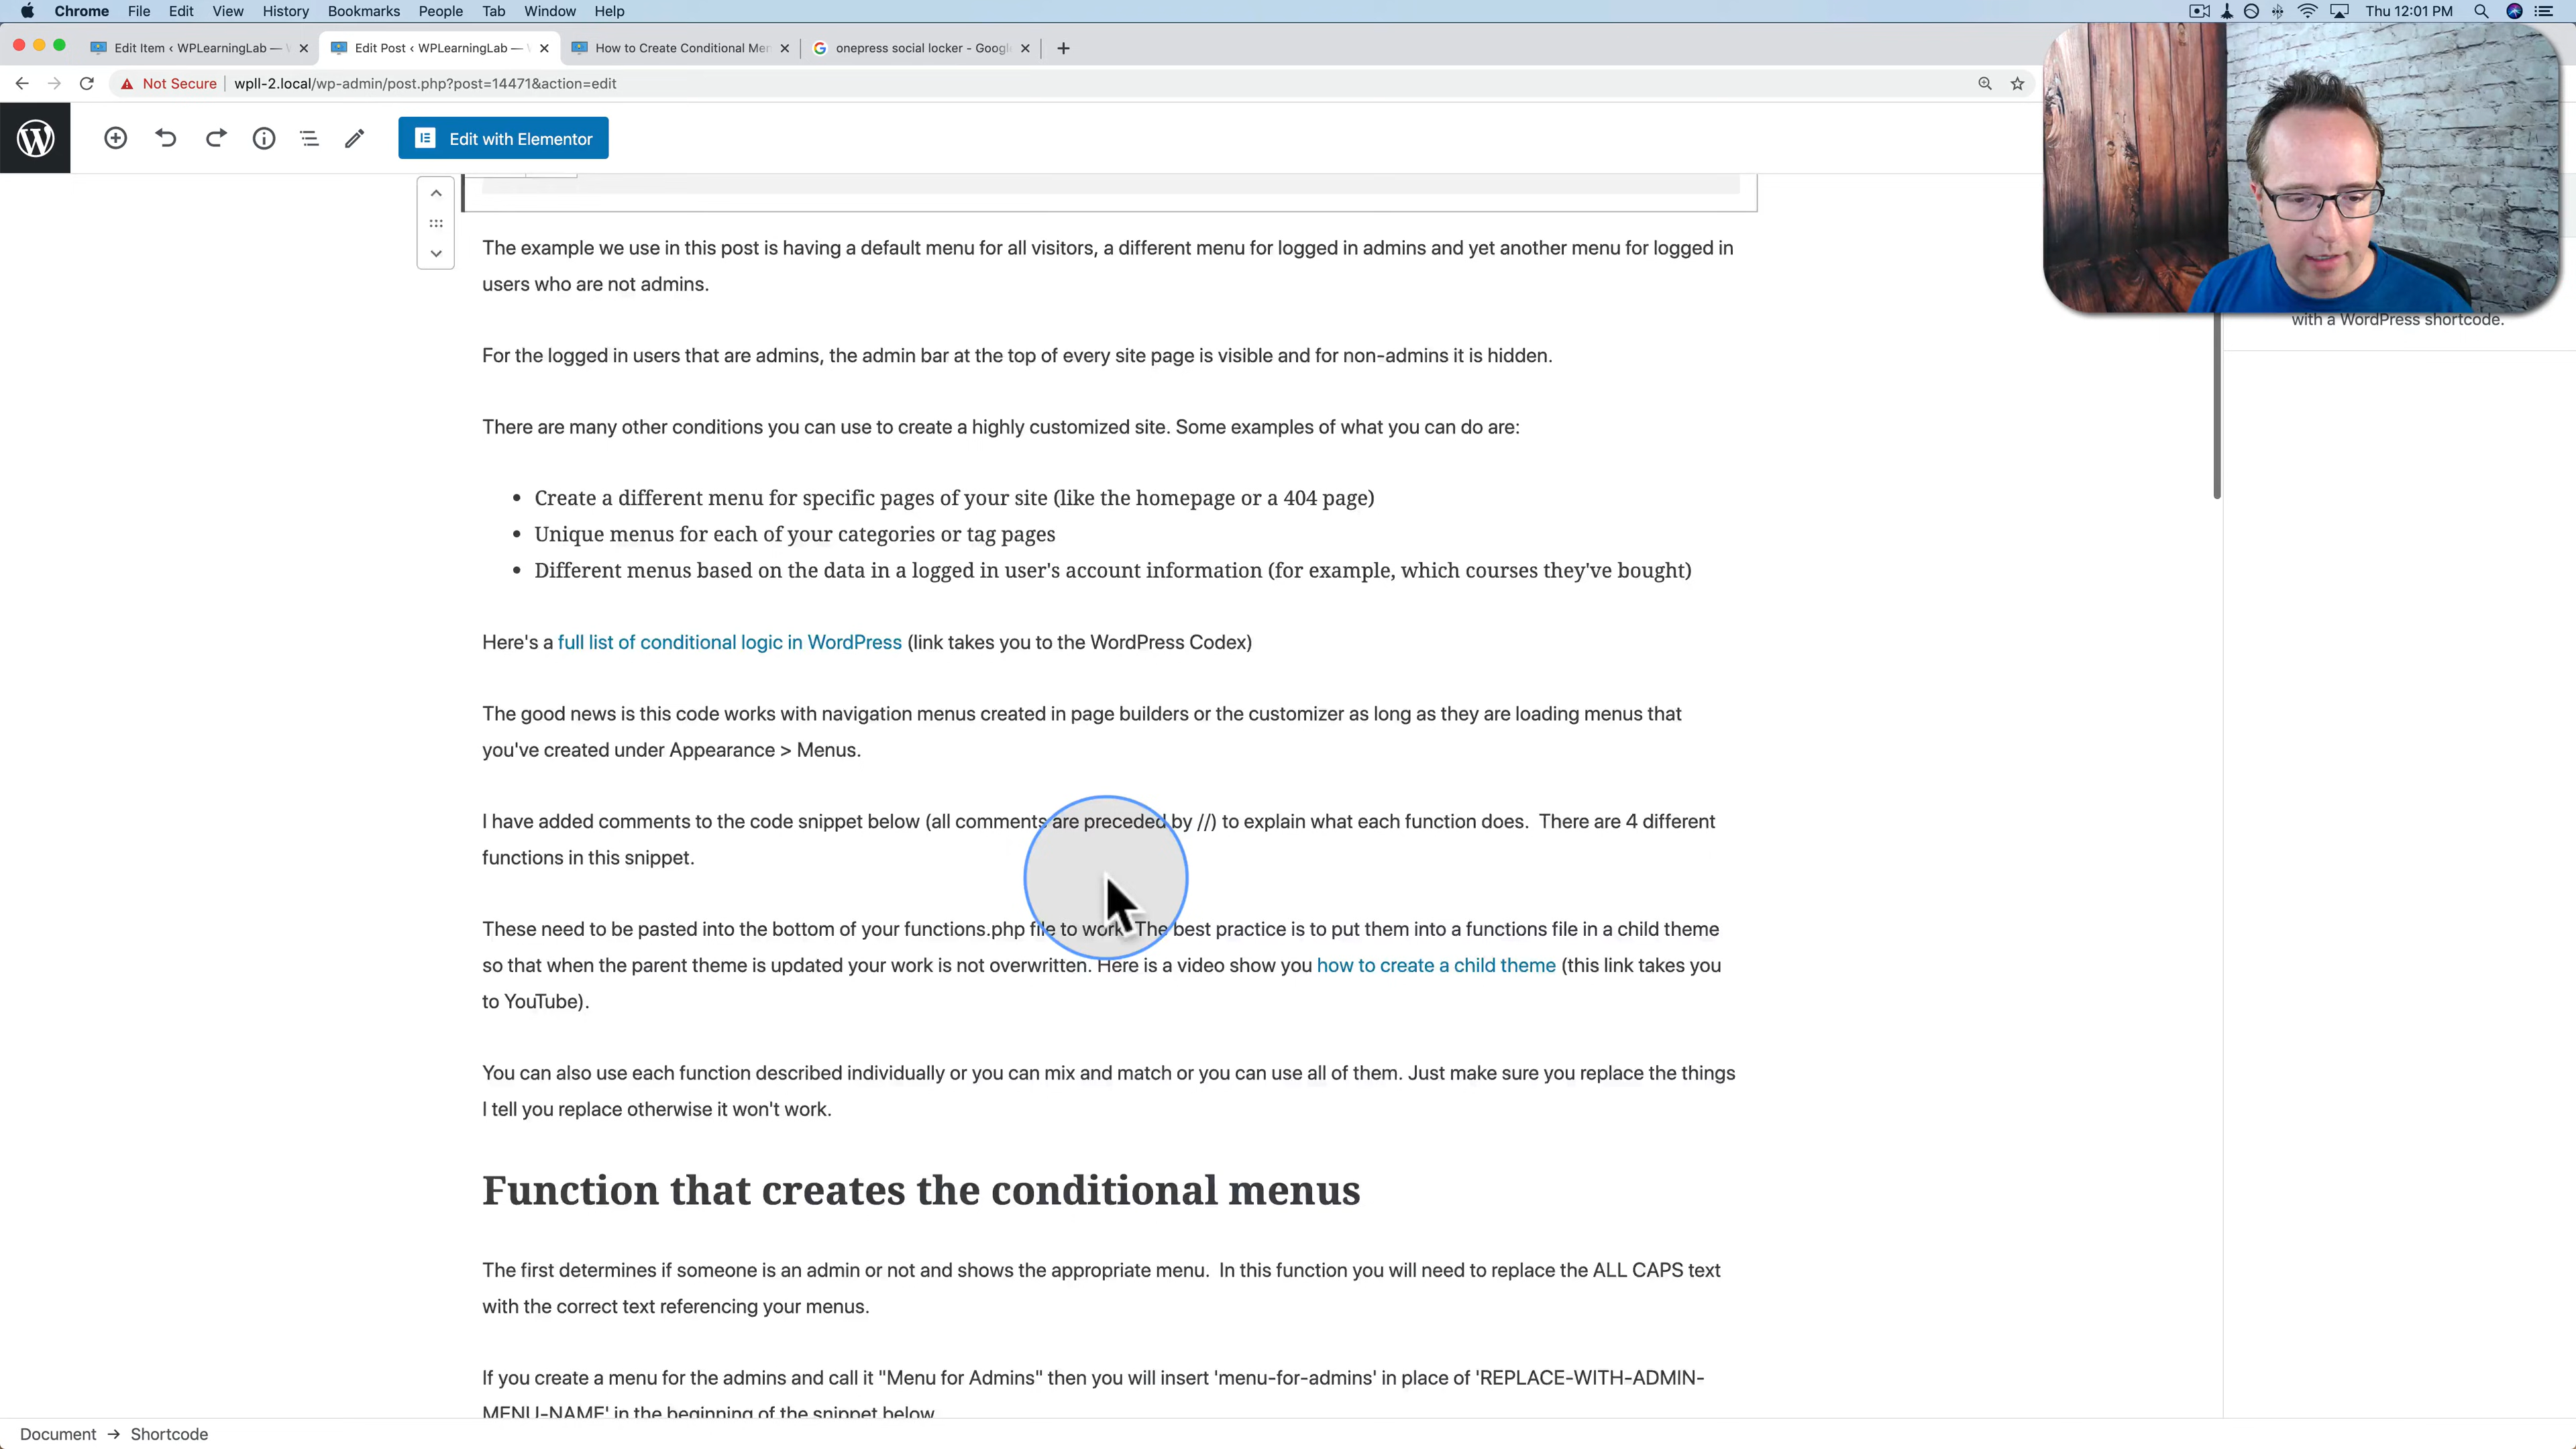 Chrome File Edit View History Bookmarks People Tab Window Help Thu 12:01 PM
Edit Item ‹ WPLearningLab — Edit Post ‹ WPLearningLab — How to Create Conditional Men onepress social locker - Google
Not Secure wpll-2.local/wp-admin/post.php?post=14471&action=edit
Edit with Elementor
with a WordPress shortcode.
The example we use in this post is having a default menu for all visitors, a different menu for logged in admins and yet another menu for logged in
users who are not admins.
For the logged in users that are admins, the admin bar at the top of every site page is visible and for non-admins it is hidden.
There are many other conditions you can use to create a highly customized site. Some examples of what you can do are:
• Create a different menu for specific pages of your site (like the homepage or a 404 page)
• Unique menus for each of your categories or tag pages
• Different menus based on the data in a logged in user's account information (for example, which courses they've bought)
Here's a full list of conditional logic in WordPress (link takes you to the WordPress Codex)
The good news is this code works with navigation menus created in page builders or the customizer as long as they are loading menus that
you've created under Appearance > Menus.
I have added comments to the code snippet below (all comments are preceded by //) to explain what each function does. There are 4 different
functions in this snippet.
These need to be pasted into the bottom of your functions.php file to work. The best practice is to put them into a functions file in a child theme
so that when the parent theme is updated your work is not overwritten. Here is a video show you how to create a child theme (this link takes you
to YouTube).
You can also use each function described individually or you can mix and match or you can use all of them. Just make sure you replace the things
I tell you replace otherwise it won't work.
Function that creates the conditional menus
The first determines if someone is an admin or not and shows the appropriate menu. In this function you will need to replace the ALL CAPS text
with the correct text referencing your menus.
If you create a menu for the admins and call it "Menu for Admins" then you will insert 'menu-for-admins' in place of 'REPLACE-WITH-ADMIN-
MENU-NAME' in the beginning of the snippet below
Document → Shortcode